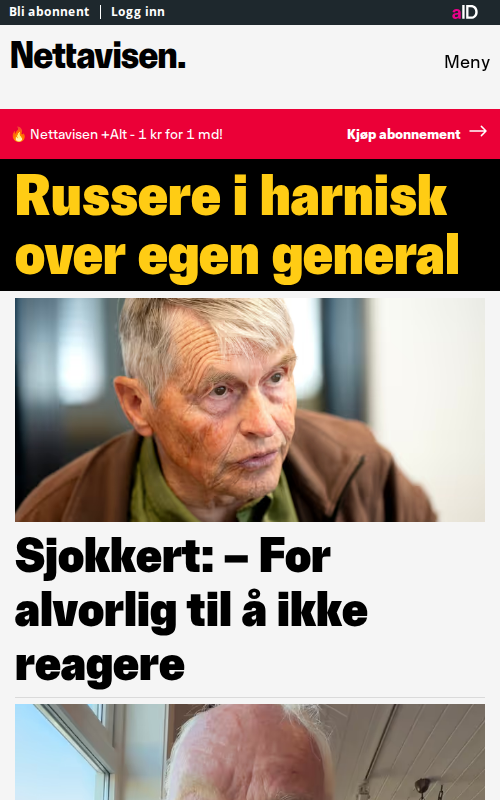 Bli abonnent | Logg inn
aID
Nettavisen.
Meny
🔥 Nettavisen +Alt - 1 kr for 1 md!
Kjøp abonnement →
Russere i harnisk
over egen general
Sjokkert: – For
alvorlig til å ikke
reagere